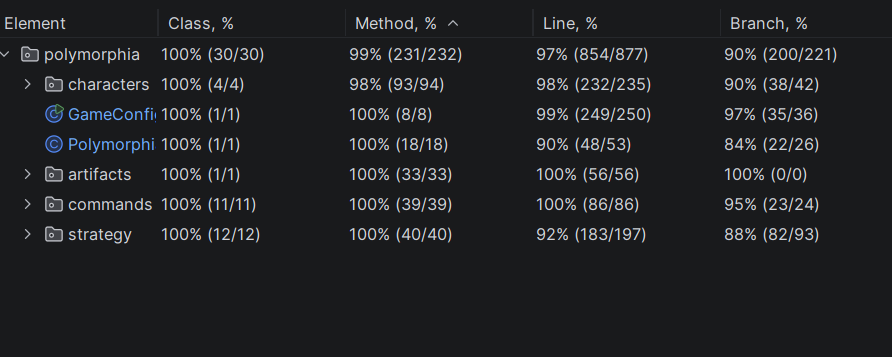 Element Class, % Method, % Line, % Branch, %
polymorphia 100% (30/30) 99% (231/232) 97% (854/877) 90% (200/221)
characters 100% (4/4) 98% (93/94) 98% (232/235) 90% (38/42)
GameConfi 100% (1/1) 100% (8/8) 99% (249/250) 97% (35/36)
Polymorphi 100% (1/1) 100% (18/18) 90% (48/53) 84% (22/26)
artifacts 100% (1/1) 100% (33/33) 100% (56/56) 100% (0/0)
commands 100% (11/11) 100% (39/39) 100% (86/86) 95% (23/24)
strategy 100% (12/12) 100% (40/40) 92% (183/197) 88% (82/93)